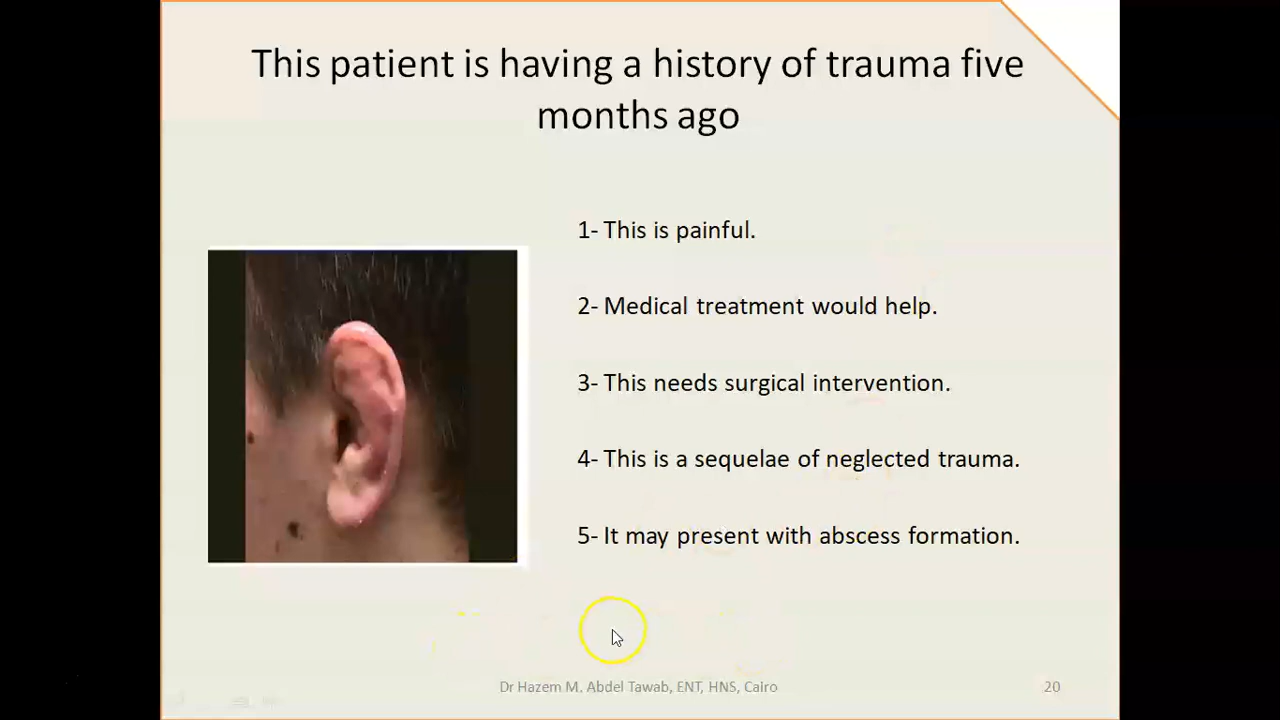 This patient is having a history of trauma five
months ago
1- This is painful.
2- Medical treatment would help.
3- This needs surgical intervention.
4- This is a sequelae of neglected trauma.
5- It may present with abscess formation.
Dr Hazem M. Abdel Tawab, ENT, HNS, Cairo
20